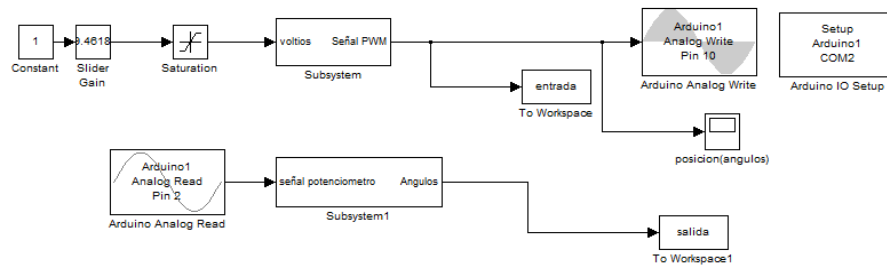 1
Constant
9.4618
Slider
Gain
Saturation
voltios
Señal PWM
Subsystem
Arduino1
Analog Write
Pin 10
Arduino Analog Write
Setup
Arduino1
COM2
Arduino IO Setup
entrada
To Workspace
posicion(angulos)
Arduino1
Analog Read
Pin 2
Arduino Analog Read
señal potenciometro
Angulos
Subsystem1
salida
To Workspace1